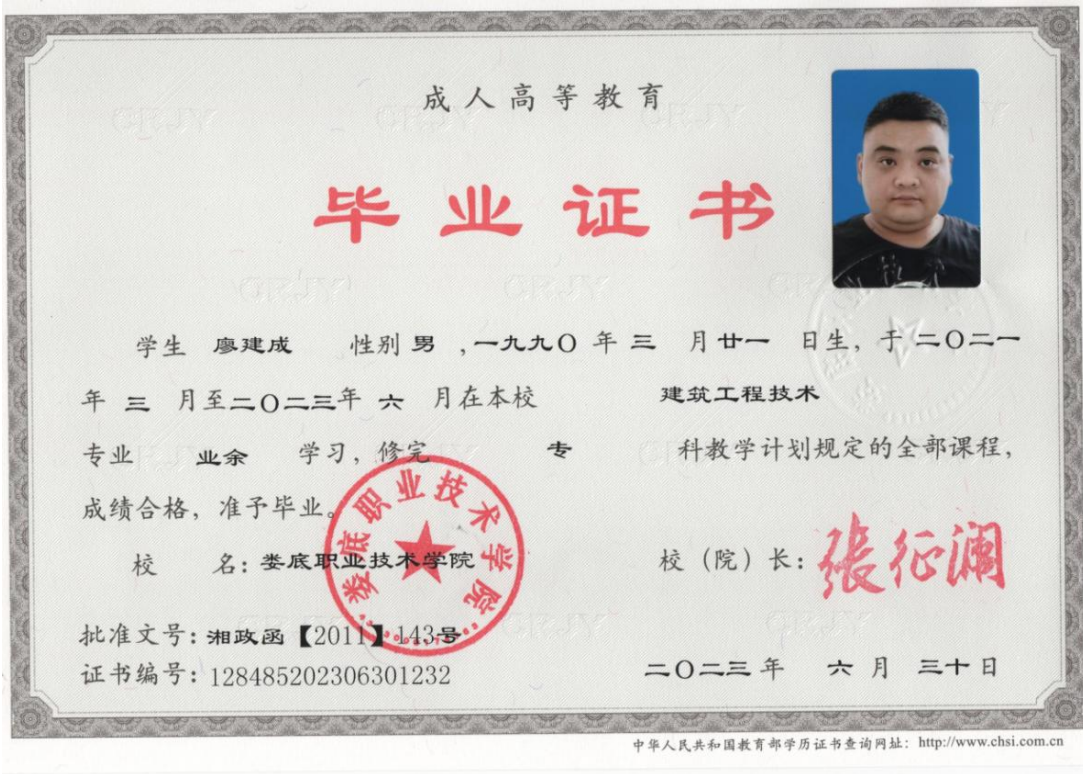 成人高等教育
毕业证书
学生 廖建成 性别 男 ，一九九〇 年 三 月 廿一 日生，于 二〇二一
年 三 月至二〇二三年 六 月在本校 建筑工程技术
专业 业余 学习，修完 专 科教学计划规定的全部课程，
成绩合格，准予毕业。
娄底职业技术学院
校 名：娄底职业技术学院 校（院）长：張征澜
批准文号：湘政函【2011】143号
证书编号：128485202306301232 二〇二三 年 六 月 三十 日
中华人民共和国教育部学历证书查询网址：http://www.chsi.com.cn